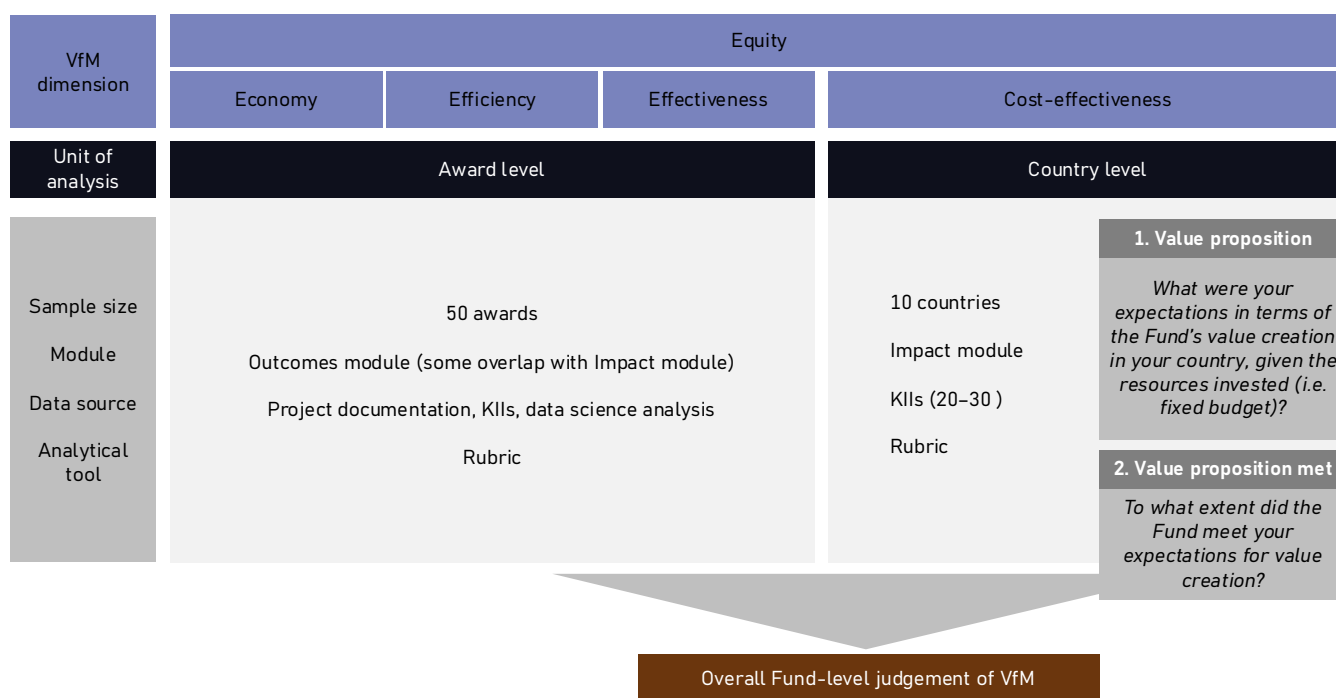 VfM
dimension
Equity
Economy
Efficiency
Effectiveness
Cost-effectiveness
Unit of
analysis
Award level
Country level
Sample size
Module
Data source
Analytical
tool
50 awards
Outcomes module (some overlap with Impact module)
Project documentation, KIIs, data science analysis
Rubric
10 countries
Impact module
KIIs (20–30 )
Rubric
1. Value proposition
What were your
expectations in terms of
the Fund's value creation
in your country, given the
resources invested (i.e.
fixed budget)?
2. Value proposition met
To what extent did the
Fund meet your
expectations for value
creation?
Overall Fund-level judgement of VfM